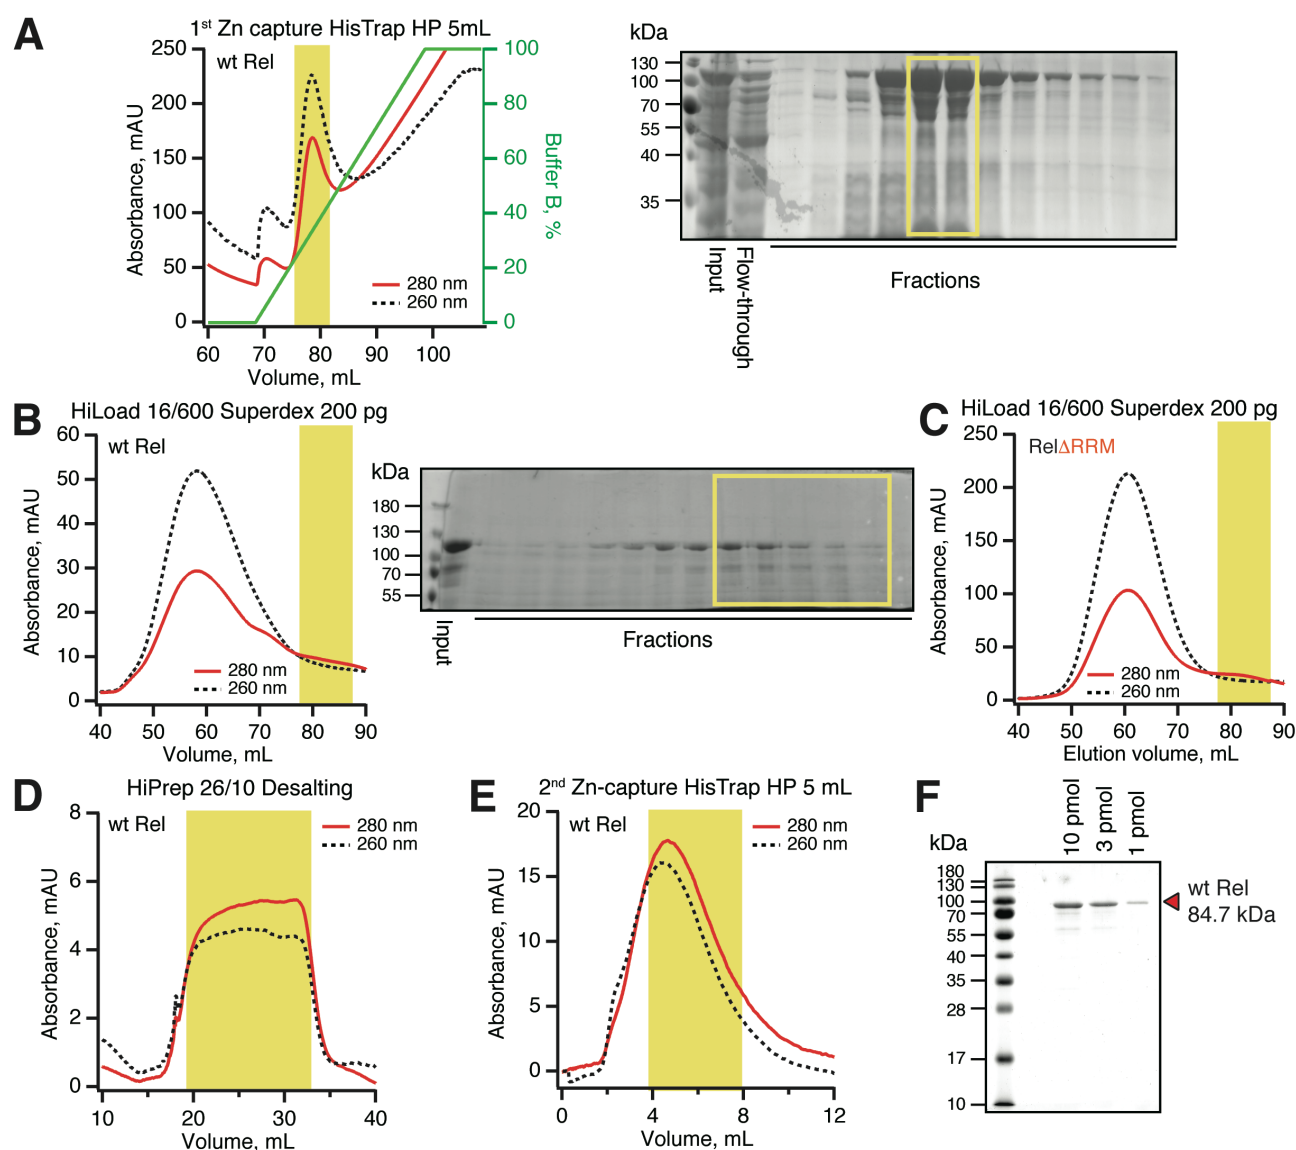 A
1st Zn capture HisTrap HP 5mL
wt Rel
Absorbance, mAU
250
200
150
100
50
0
60 70 80 90 100
Volume, mL
100
80
60
40
20
0
Buffer B, %
280 nm
260 nm
kDa
130
100
70
55
40
35
Input
Flow-through
Fractions
B
HiLoad 16/600 Superdex 200 pg
wt Rel
Absorbance, mAU
60
50
40
30
20
10
0
280 nm
260 nm
40 50 60 70 80 90
Volume, mL
kDa
180
130
100
70
55
Input
Fractions
C
HiLoad 16/600 Superdex 200 pg
RelΔRRM
Absorbance, mAU
250
200
150
100
50
0
280 nm
260 nm
40 50 60 70 80 90
Elution volume, mL
D
HiPrep 26/10 Desalting
wt Rel
280 nm
260 nm
Absorbance, mAU
8
6
4
2
0
10 20 30 40
Volume, mL
E
2nd Zn-capture HisTrap HP 5 mL
wt Rel
280 nm
260 nm
Absorbance, mAU
20
15
10
5
0
0 4 8 12
Volume, mL
F
kDa
10 pmol
3 pmol
1 pmol
180
130
100
70
55
40
35
28
17
10
wt Rel
84.7 kDa